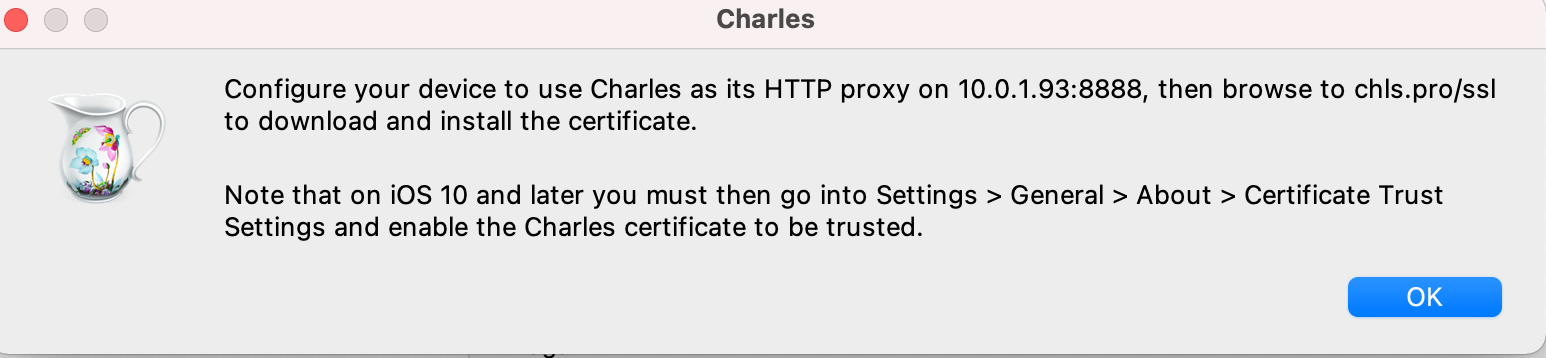 Charles
Configure your device to use Charles as its HTTP proxy on 10.0.1.93:8888, then browse to chls.pro/ssl
to download and install the certificate.
Note that on iOS 10 and later you must then go into Settings > General > About > Certificate Trust
Settings and enable the Charles certificate to be trusted.
OK